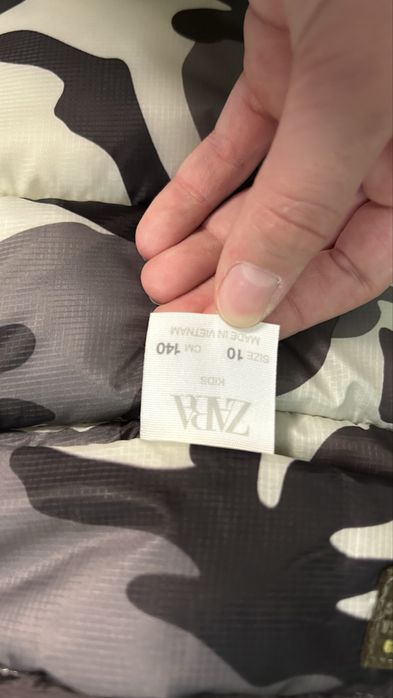 ZARA
KIDS
SIZE 10 CM 140
MADE IN VIETNAM